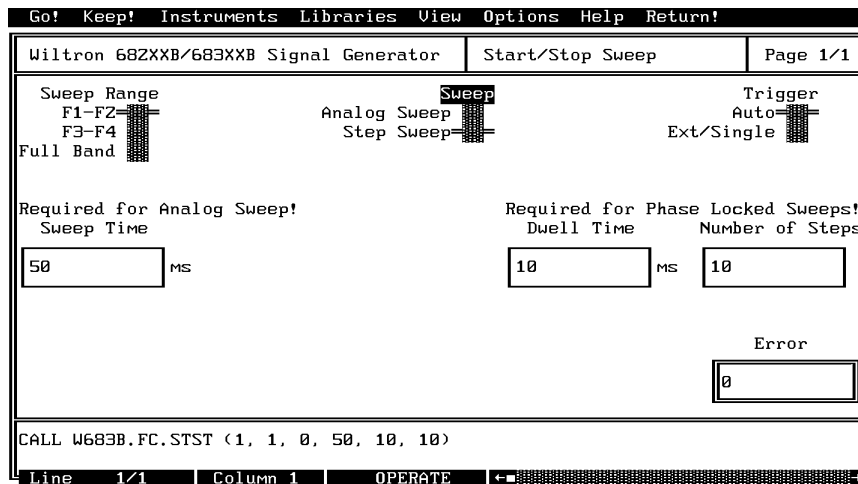 Go! Keep! Instruments Libraries View Options Help Return!
Wiltron 682XXB/683XXB Signal Generator Start/Stop Sweep Page 1/1
Sweep Range Sweep Trigger
F1-F2 Analog Sweep Auto
F3-F4 Step Sweep Ext/Single
Full Band
Required for Analog Sweep! Required for Phase Locked Sweeps!
Sweep Time Dwell Time Number of Steps
50 ms 10 ms 10
Error
0
CALL W683B.FC.STST (1, 1, 0, 50, 10, 10)
Line 1/1 Column 1 OPERATE